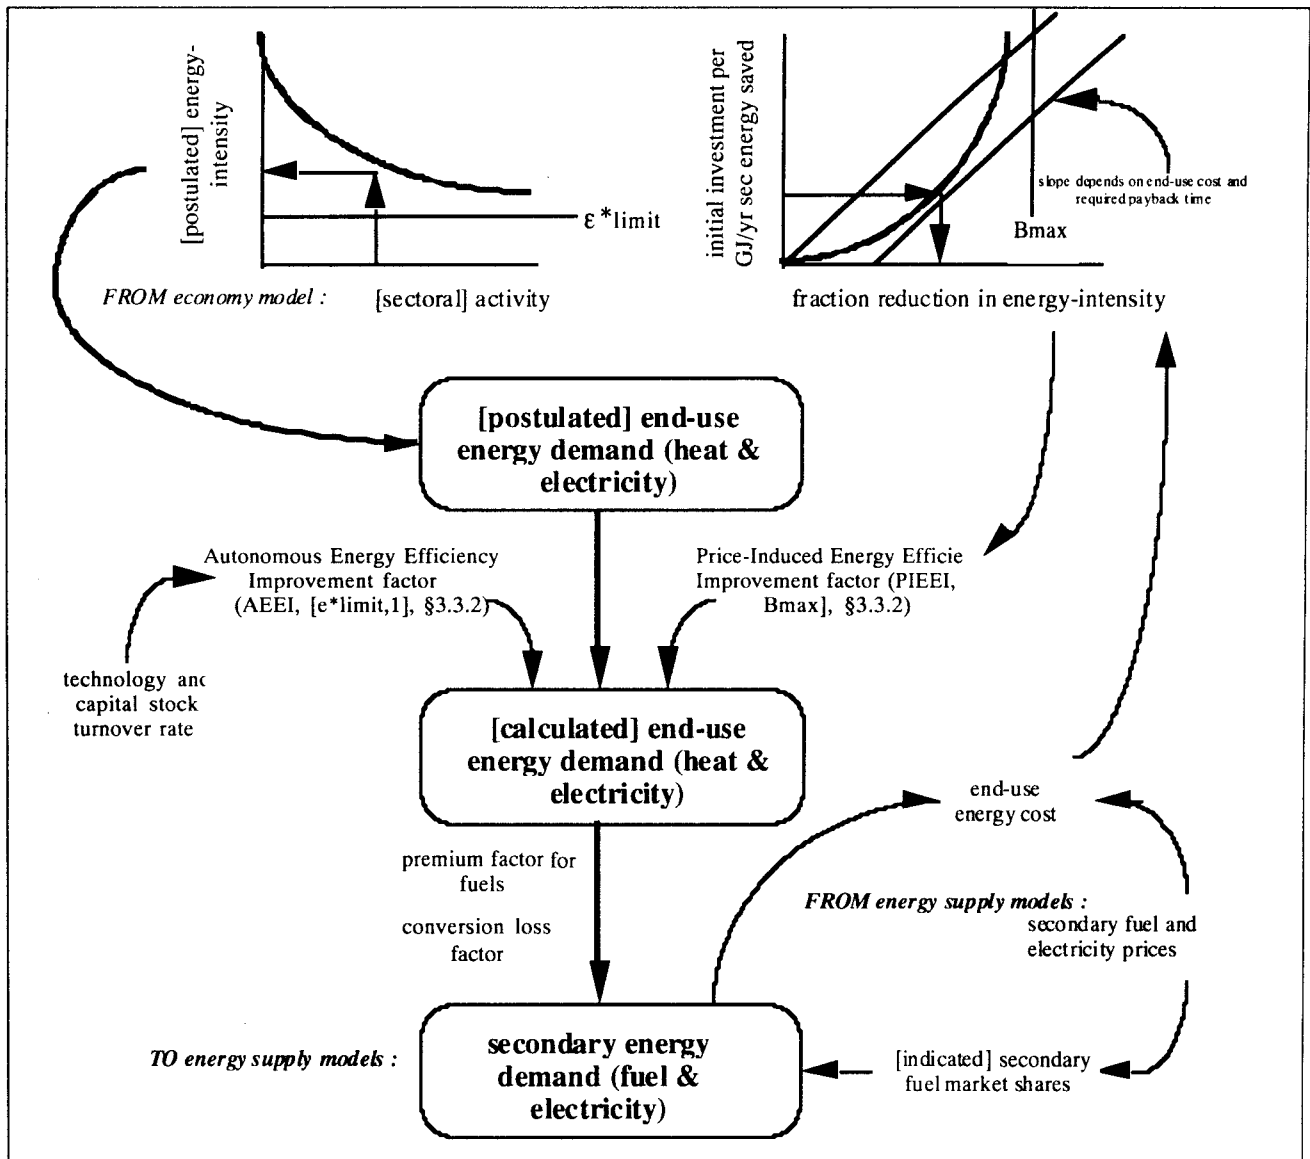 [postulated] energy-
intensity
ε*limit
FROM economy model :
[sectoral] activity
initial investment per
GJ/yr sec energy saved
slope depends on end-use cost and
required payback time
Bmax
fraction reduction in energy-intensity
[postulated] end-use
energy demand (heat &
electricity)
Autonomous Energy Efficiency
Improvement factor
(AEEI, [e*limit,1], §3.3.2)
Price-Induced Energy Efficie
Improvement factor (PIEEI,
Bmax], §3.3.2)
technology and
capital stock
turnover rate
[calculated] end-use
energy demand (heat &
electricity)
end-use
energy cost
premium factor for
fuels
conversion loss
factor
FROM energy supply models :
secondary fuel and
electricity prices
TO energy supply models :
secondary energy
demand (fuel &
electricity)
[indicated] secondary
fuel market shares